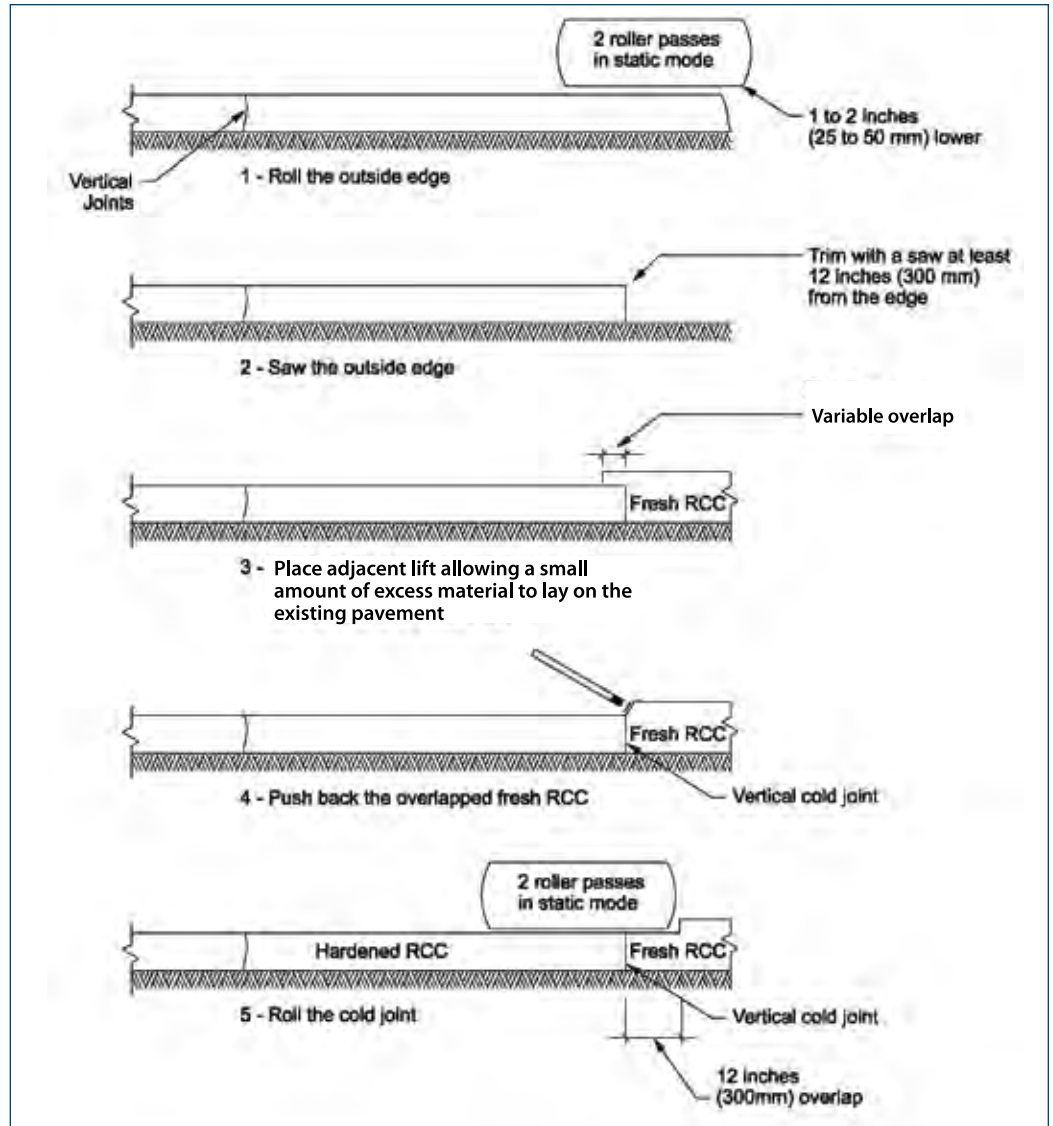 2 roller passes
in static mode
1 to 2 inches
(25 to 50 mm) lower
Vertical
Joints
1 - Roll the outside edge
Trim with a saw at least
12 inches (300 mm)
from the edge
2 - Saw the outside edge
Variable overlap
Fresh RCC
3 - Place adjacent lift allowing a small
amount of excess material to lay on the
existing pavement
Fresh RCC
4 - Push back the overlapped fresh RCC
Vertical cold joint
2 roller passes
in static mode
Hardened RCC
Fresh RCC
5 - Roll the cold joint
Vertical cold joint
12 inches
(300mm) overlap